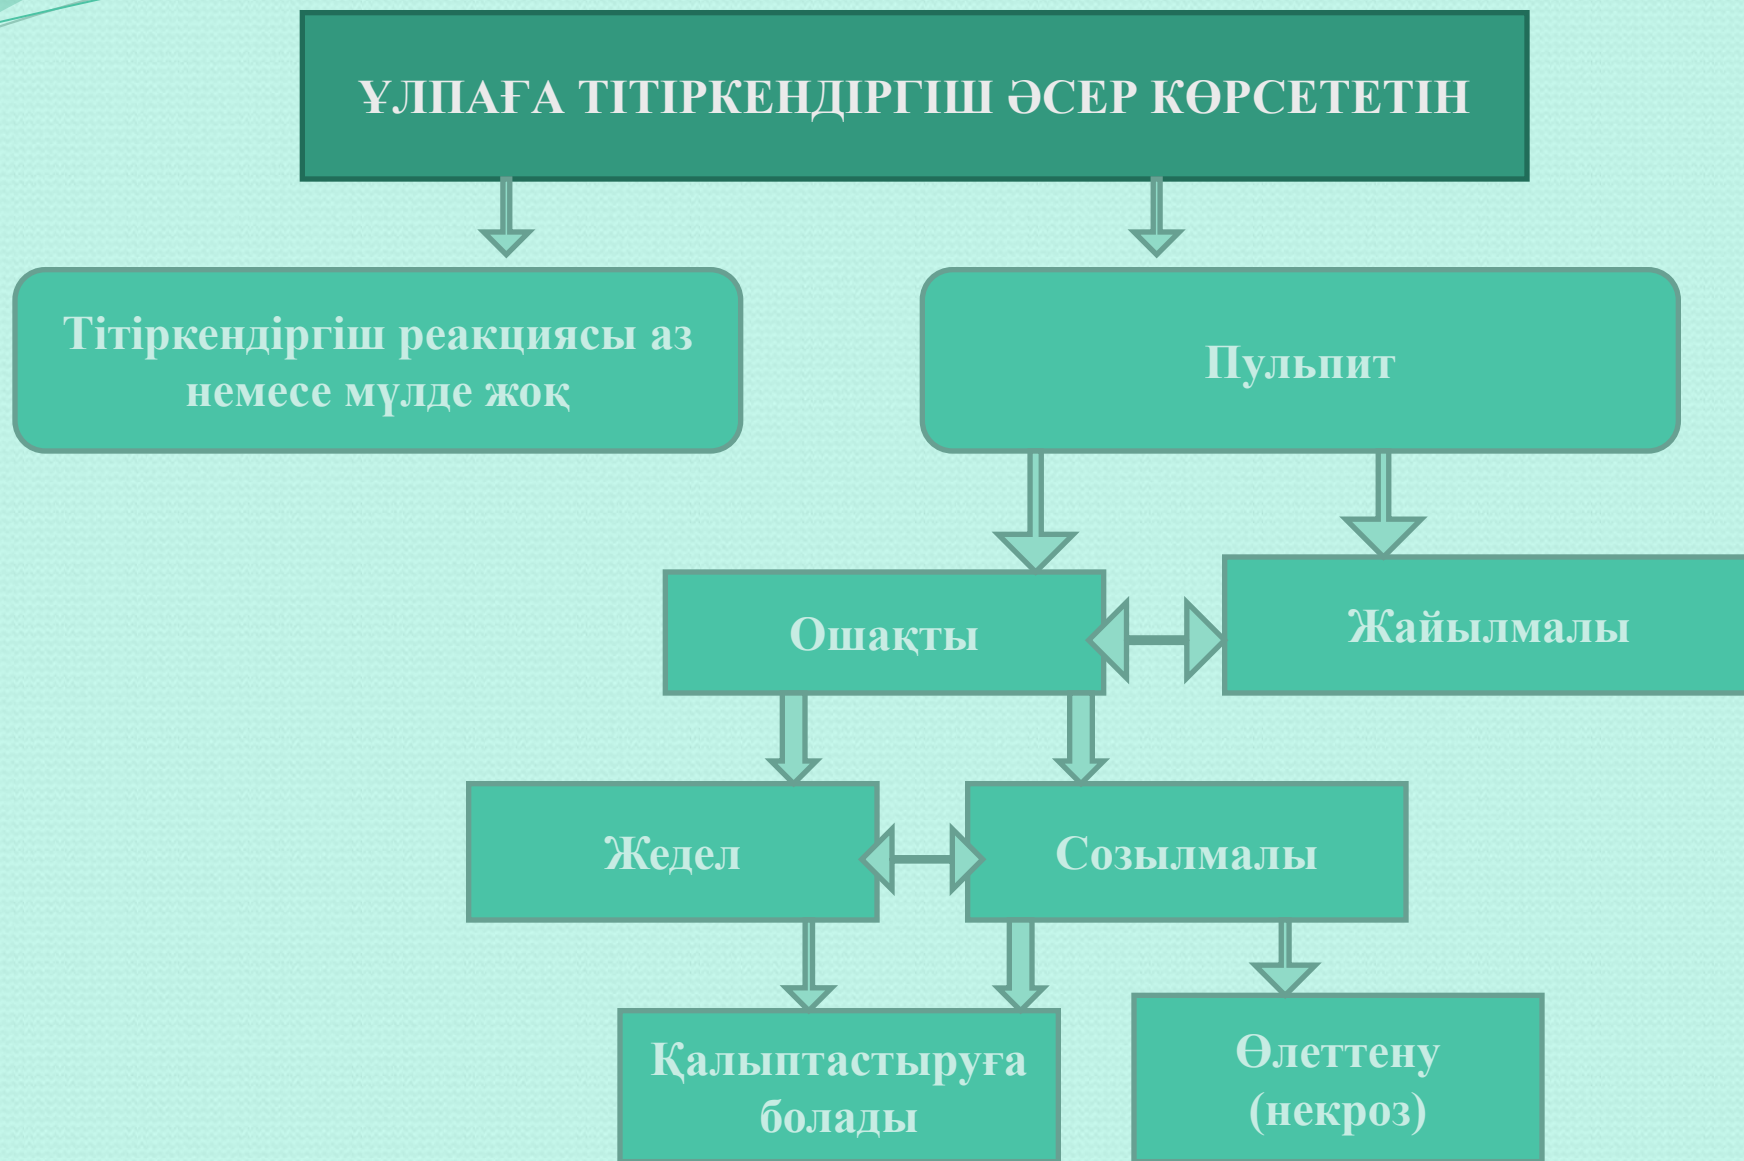 ҰЛПАҒА ТІТІРКЕНДІРГІШ ӘСЕР КӨРСЕТЕТІН
Тітіркендіргіш реакциясы аз
немесе мүлде жоқ
Пульпит
Ошақты
Жайылмалы
Жедел
Созылмалы
Қалыптастыруға
болады
Өлеттену
(некроз)